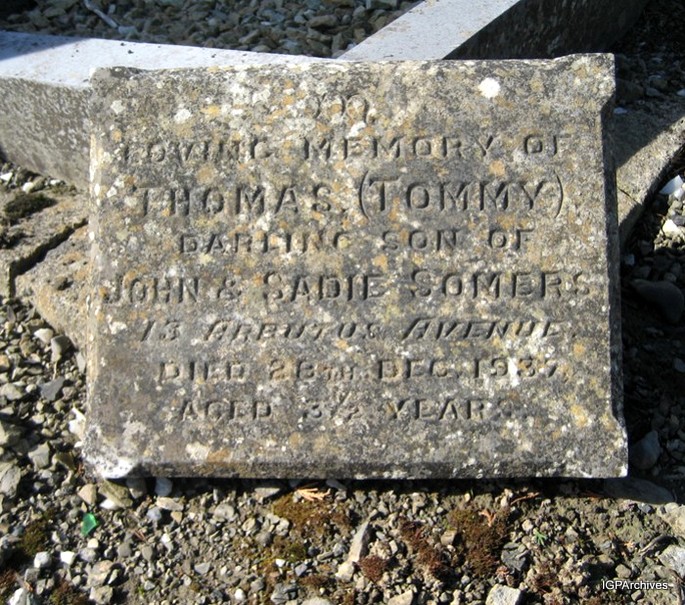 In
LOVING MEMORY OF
THOMAS, (TOMMY)
DARLING SON OF
JOHN & SADIE SOMERS
13 ARBUTUS AVENUE.
DIED 28TH DEC. 1937,
AGED 3½ YEARS.
IGPArchives